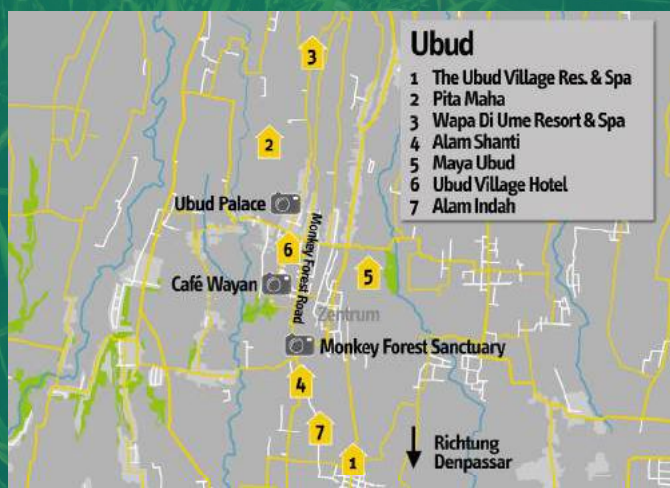 Ubud
1 The Ubud Village Res. & Spa
2 Pita Maha
3 Wapa Di Ume Resort & Spa
4 Alam Shanti
5 Maya Ubud
6 Ubud Village Hotel
7 Alam Indah
3
2
Ubud Palace
Monkey Forest Road
6
5
Café Wayan
Zentrum
Monkey Forest Sanctuary
4
7
1
Richtung
Denpassar